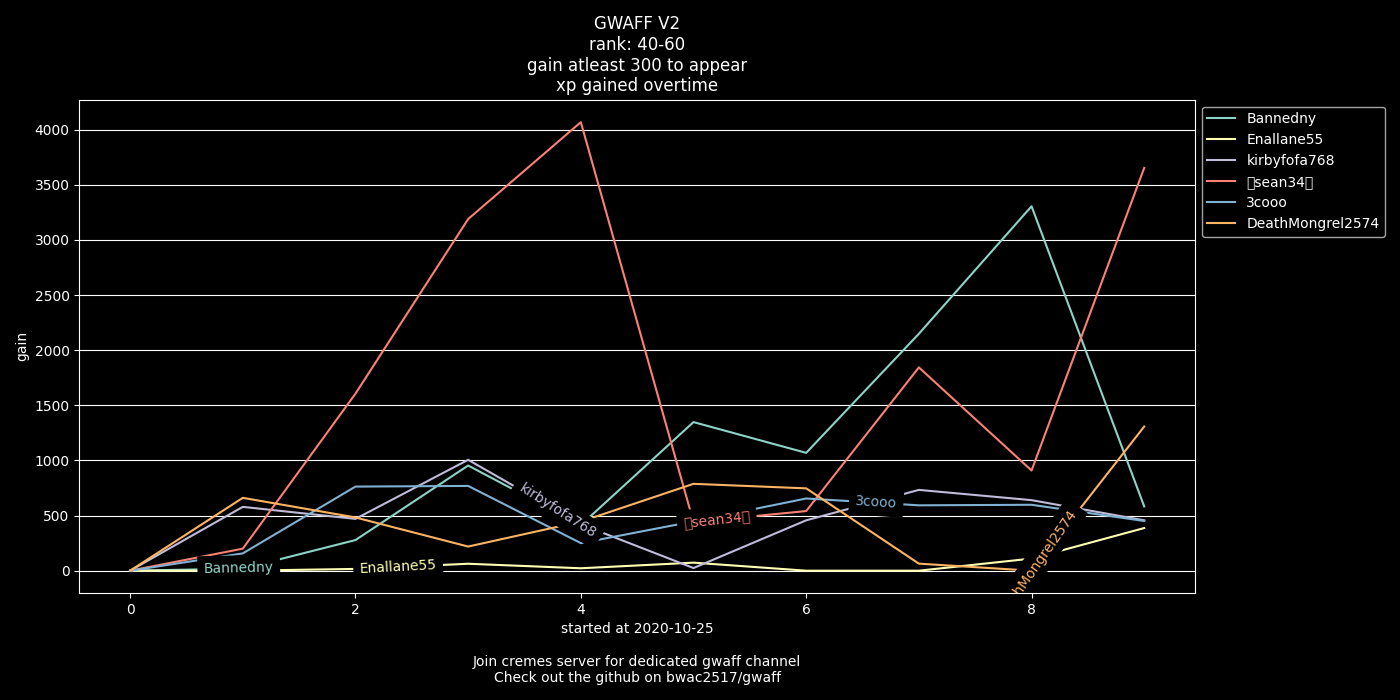 GWAFF V2
rank: 40-60
gain atleast 300 to appear
xp gained overtime
4000
3500
3000
2500
2000
1500
1000
500
0
gain
0
2
4
6
8
started at 2020-10-25
Bannedny
Enallane55
kirbyfofa768
sean34
3cooo
DeathMongrel2574
Bannedny
Enallane55
kirbyfofa768
sean34
3cooo
hMongrel2574
Join cremes server for dedicated gwaff channel
Check out the github on bwac2517/gwaff